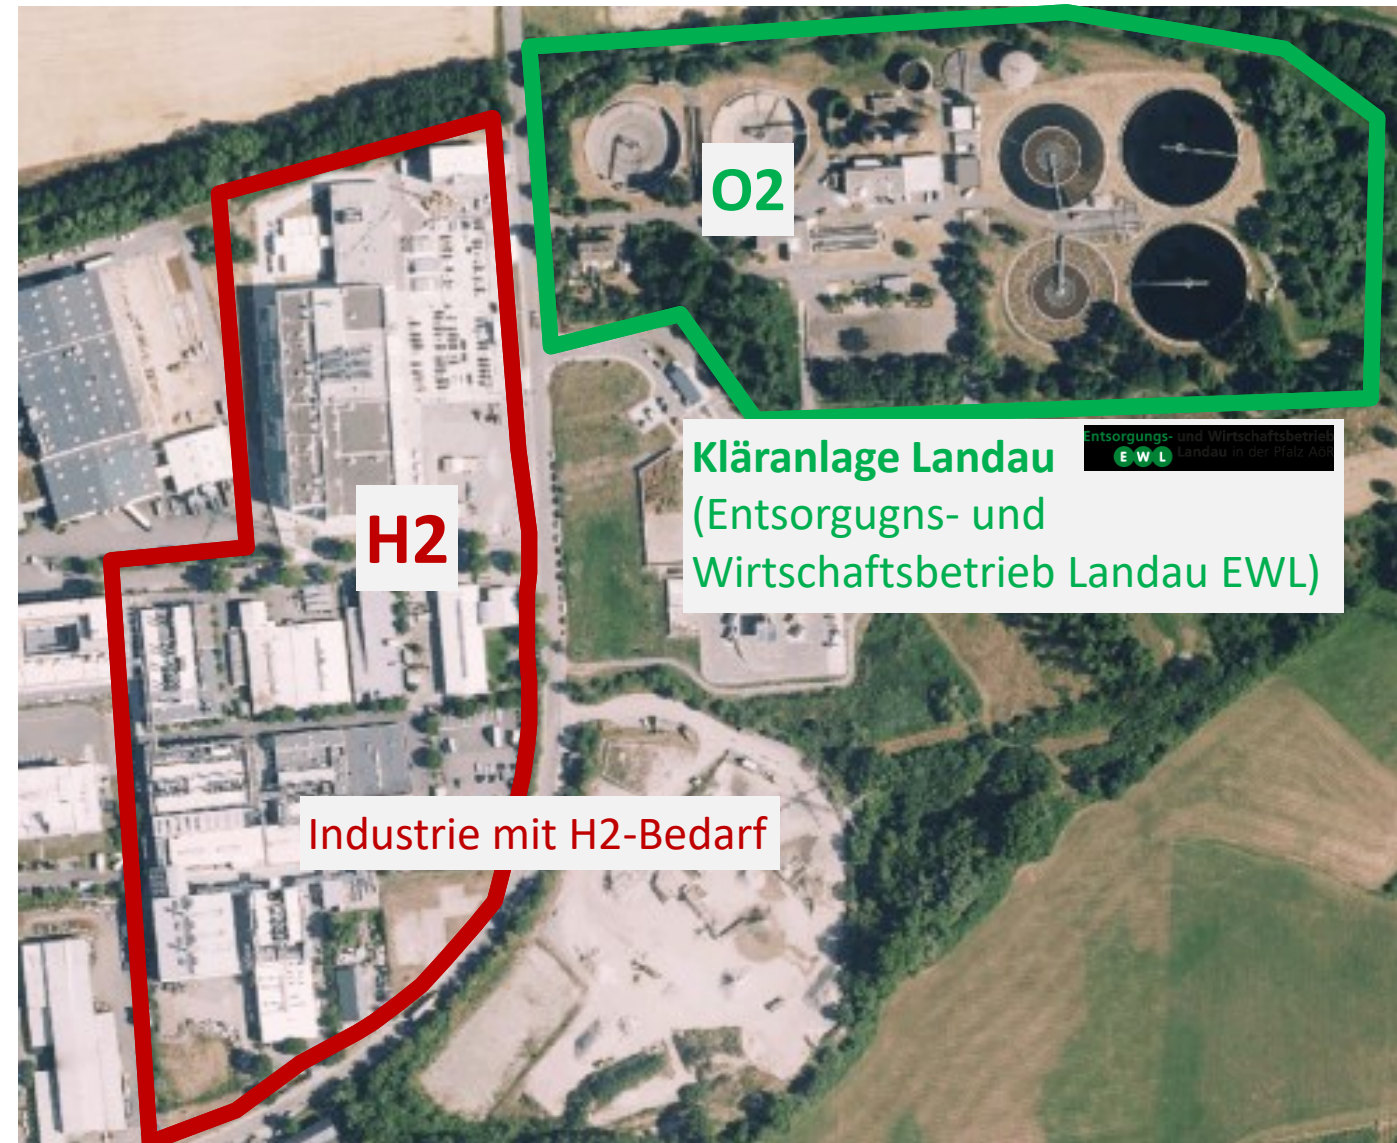 O2
H2
Kläranlage Landau
Entsorgungs- und Wirtschaftsbetrieb
EWL Landau in der Pfalz AöR
(Entsorgugns- und
Wirtschaftsbetrieb Landau EWL)
Industrie mit H2-Bedarf